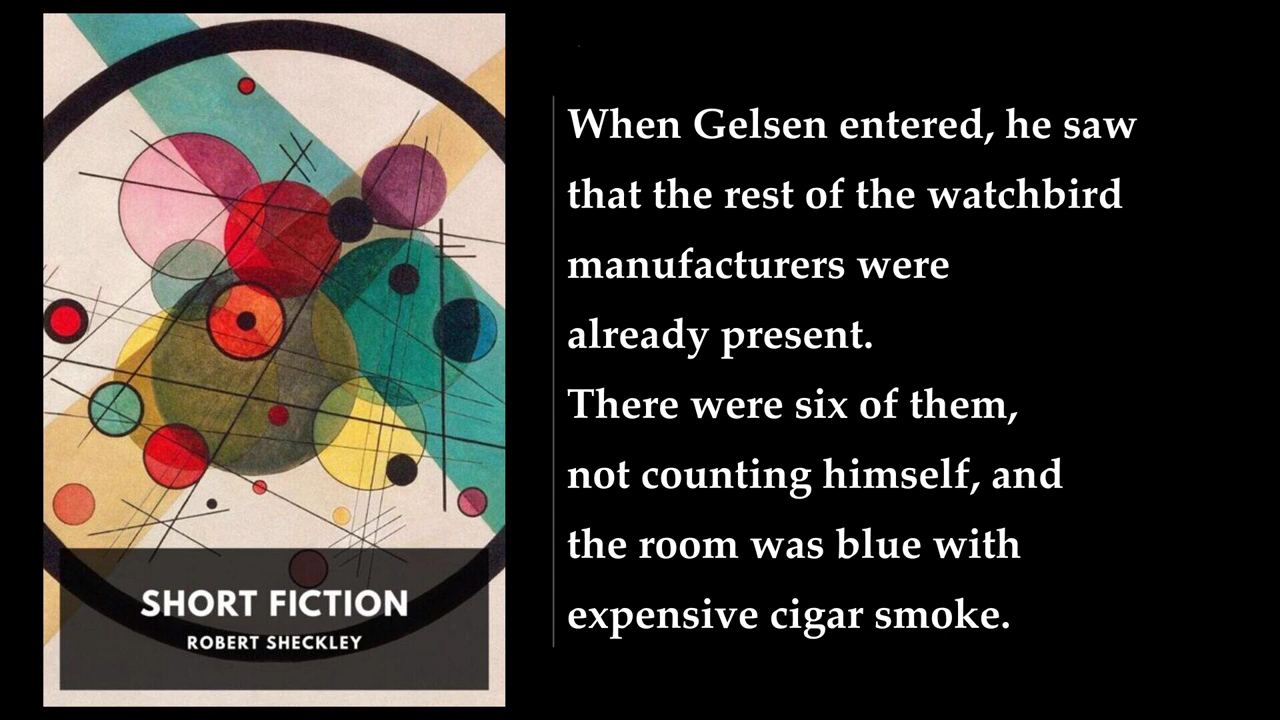 SHORT FICTION
ROBERT SHECKLEY
When Gelsen entered, he saw
that the rest of the watchbird
manufacturers were
already present.
There were six of them,
not counting himself, and
the room was blue with
expensive cigar smoke.